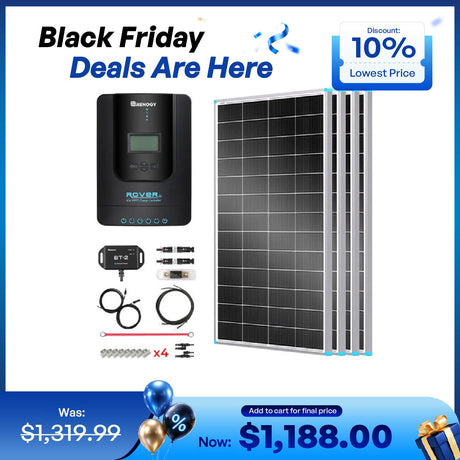 Black Friday
Deals Are Here
Discount:
10%
Lowest Price
RENOGY
ROVER
BT-2
x4
Was:
$1,319.99
%
Add to cart for final price
Now: $1,188.00